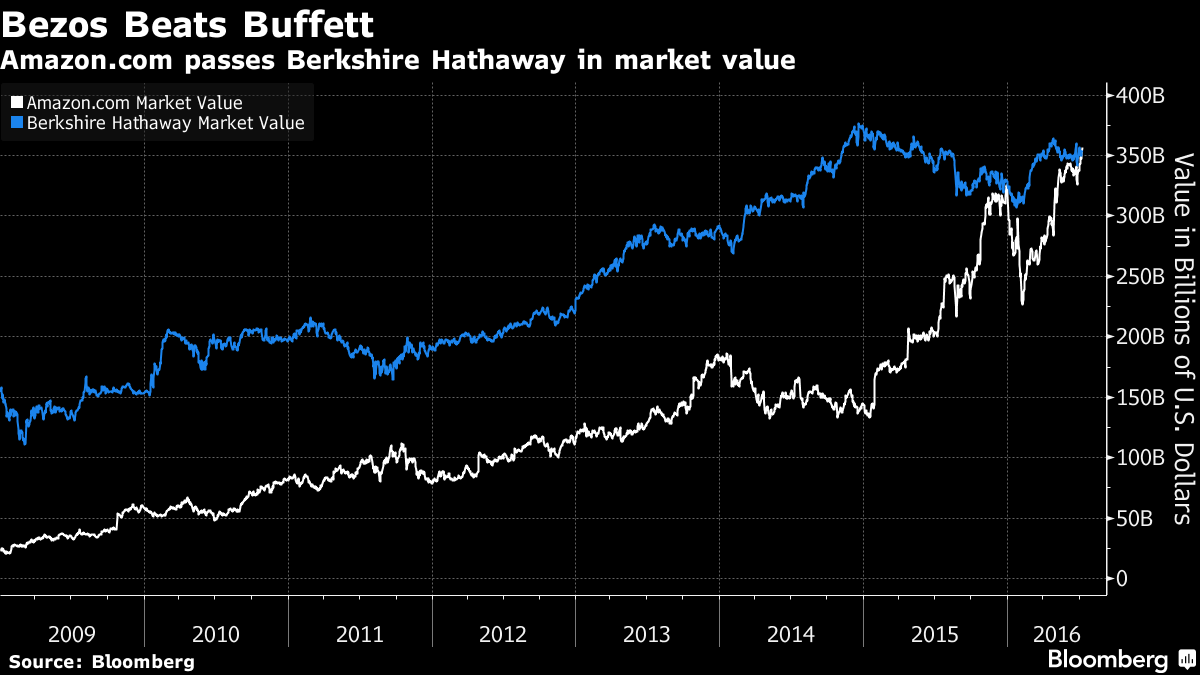 Bezos Beats Buffett
Amazon.com passes Berkshire Hathaway in market value
Amazon.com Market Value
Berkshire Hathaway Market Value
400B
350B
300B
250B
200B
150B
100B
50B
0
Value in Billions of U.S. Dollars
2009 2010 2011 2012 2013 2014 2015 2016
Source: Bloomberg
Bloomberg